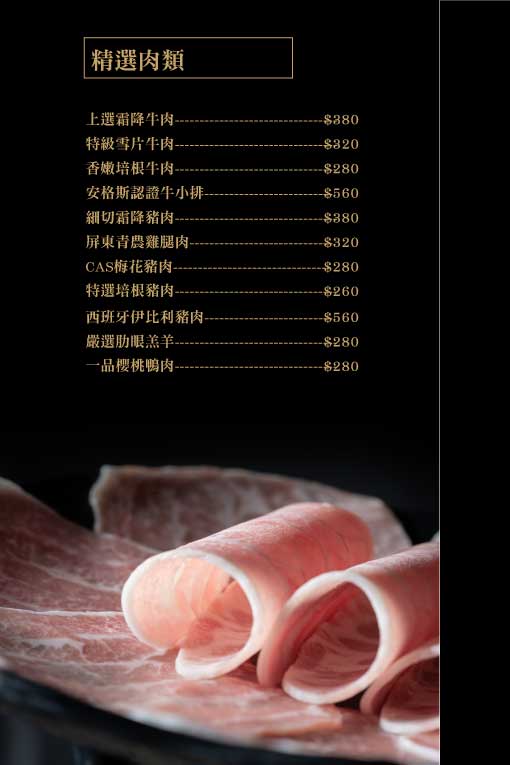 精選肉類
上選霜降牛肉------------------------------$380
特級雪片牛肉------------------------------$320
香嫩培根牛肉------------------------------$280
安格斯認證牛小排------------------------$560
細切霜降豬肉------------------------------$380
屏東青農雞腿肉---------------------------$320
CAS梅花豬肉------------------------------$280
特選培根豬肉------------------------------$260
西班牙伊比利豬肉------------------------$560
嚴選肋眼羔羊------------------------------$280
一品櫻桃鴨肉------------------------------$280